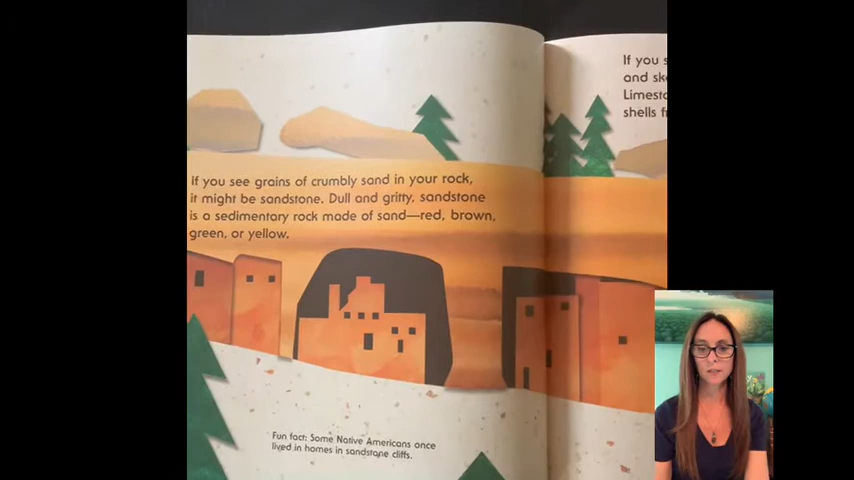 If you see grains of crumbly sand in your rock,
it might be sandstone. Dull and gritty, sandstone
is a sedimentary rock made of sand—red, brown,
green, or yellow.
Fun fact: Some Native Americans once
lived in homes in sandstone cliffs.
If you
and
shells